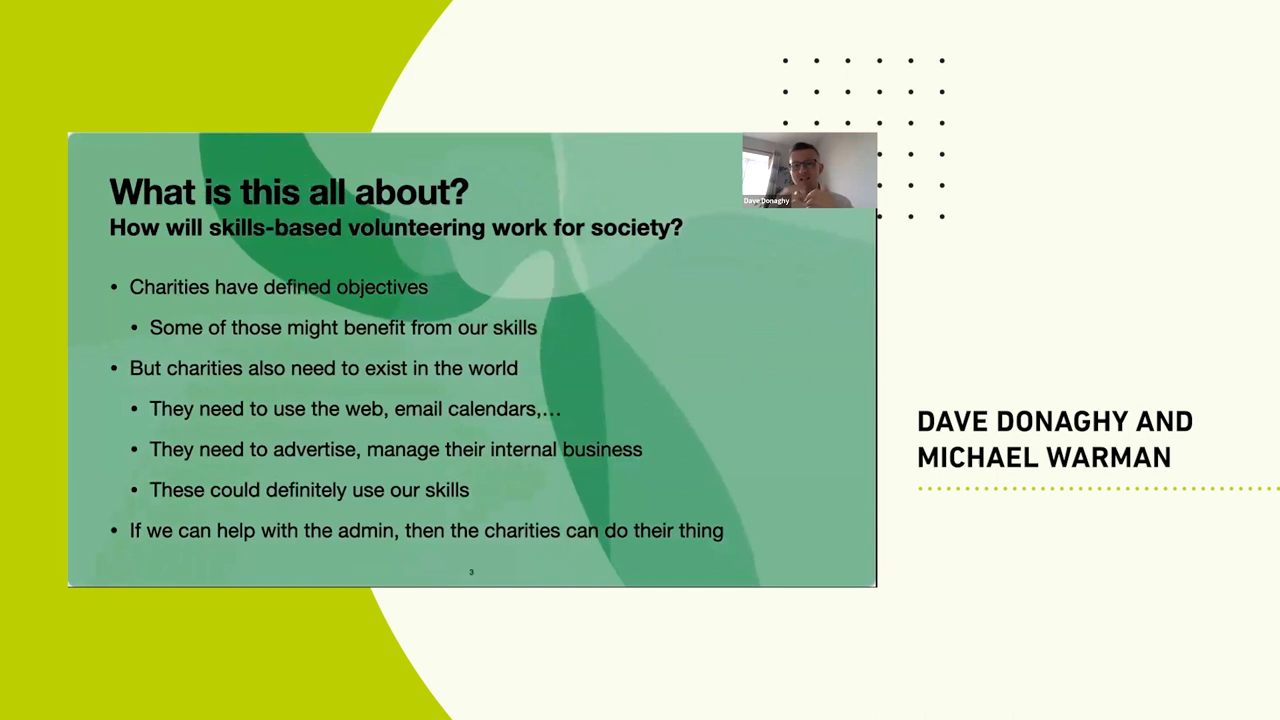 What is this all about?
How will skills-based volunteering work for society?
• Charities have defined objectives
• Some of those might benefit from our skills
• But charities also need to exist in the world
• They need to use the web, email calendars,…
• They need to advertise, manage their internal business
• These could definitely use our skills
• If we can help with the admin, then the charities can do their thing
3
Dave Donaghy
DAVE DONAGHY AND
MICHAEL WARMAN